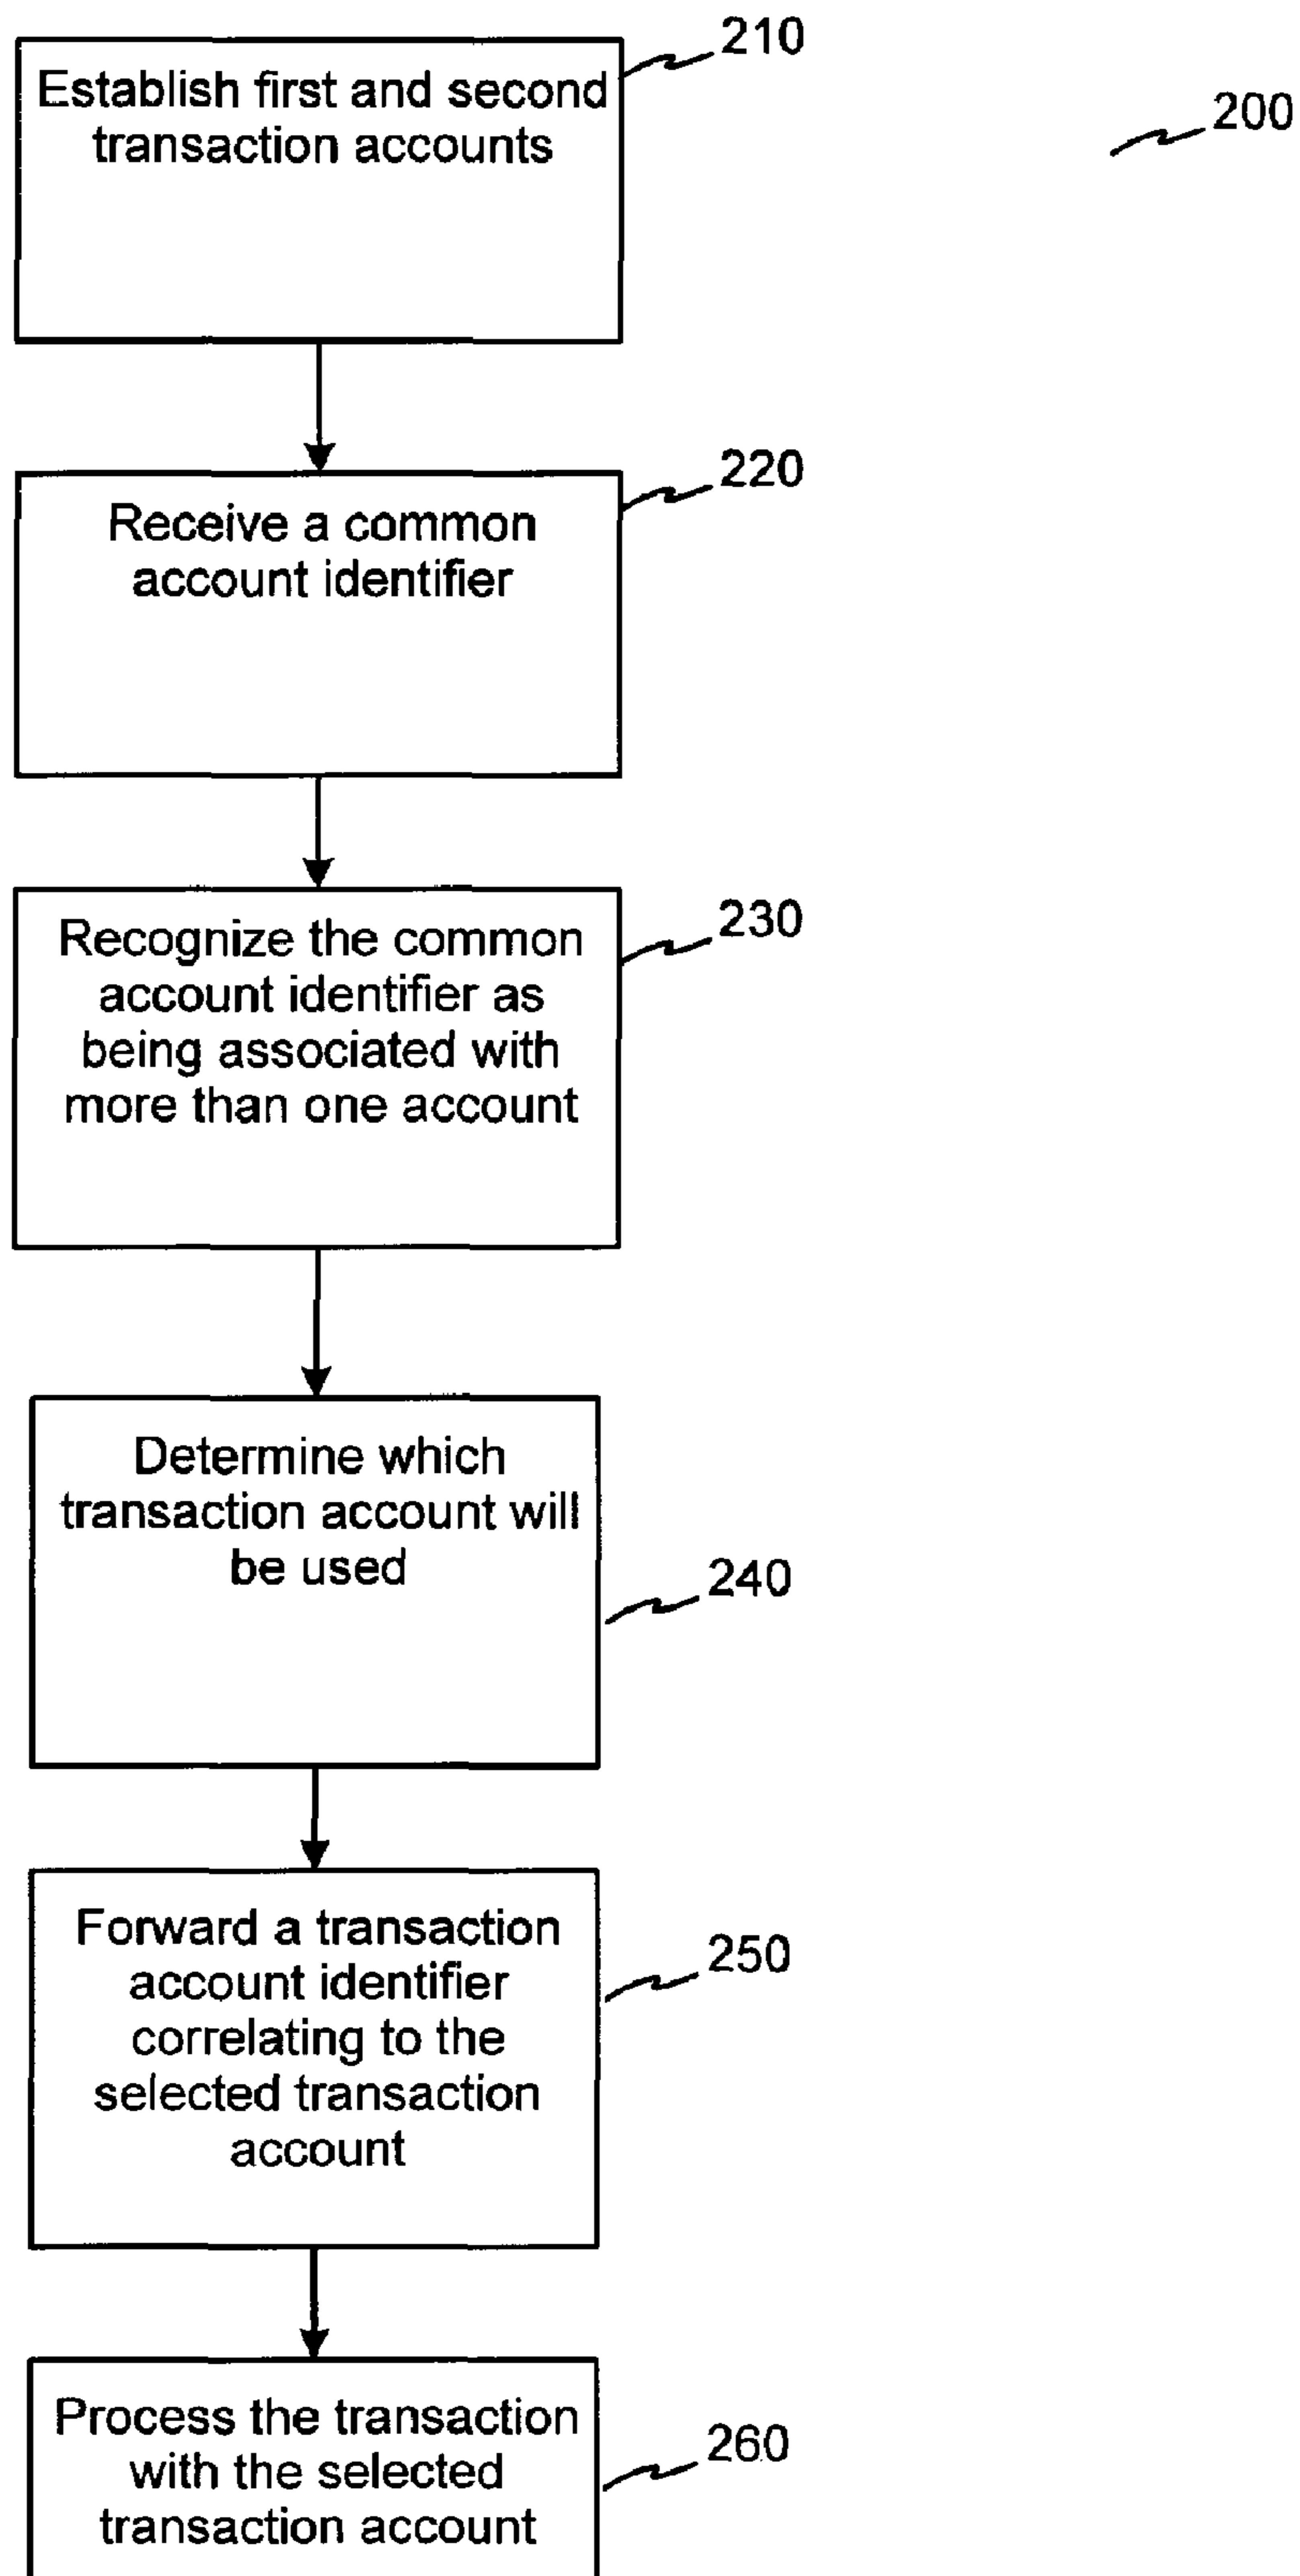 210
Establish first and second
transaction accounts
200
220
Receive a common
account identifier
230
Recognize the common
account identifier as
being associated with
more than one account
Determine which
transaction account will
be used
240
Forward a transaction
account identifier
correlating to the
selected transaction
account
250
Process the transaction
with the selected
transaction account
260